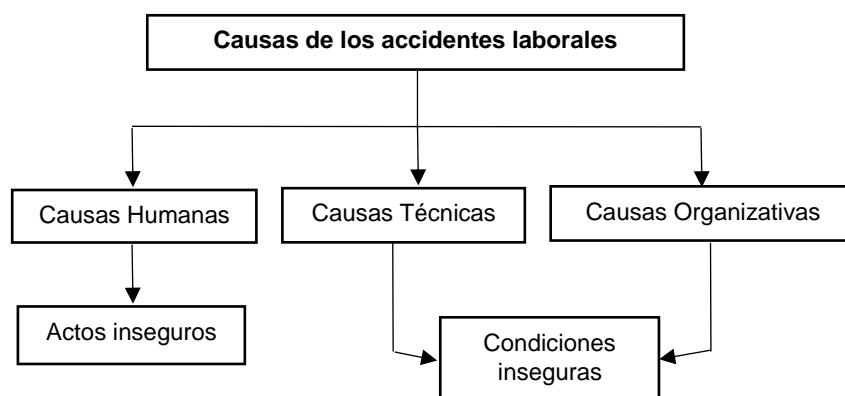 Causas de los accidentes laborales
Causas Humanas
Causas Técnicas
Causas Organizativas
Actos inseguros
Condiciones
inseguras